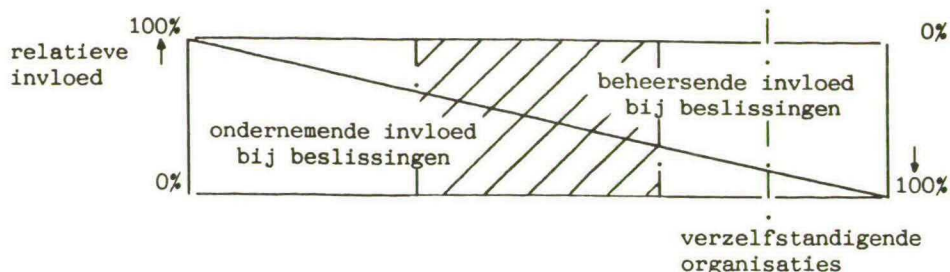 100%
0%
relatieve
invloed
beheersende invloed
bij beslissingen
ondernemende invloed
bij beslissingen
0%
100%
verzelfstandigende
organisaties